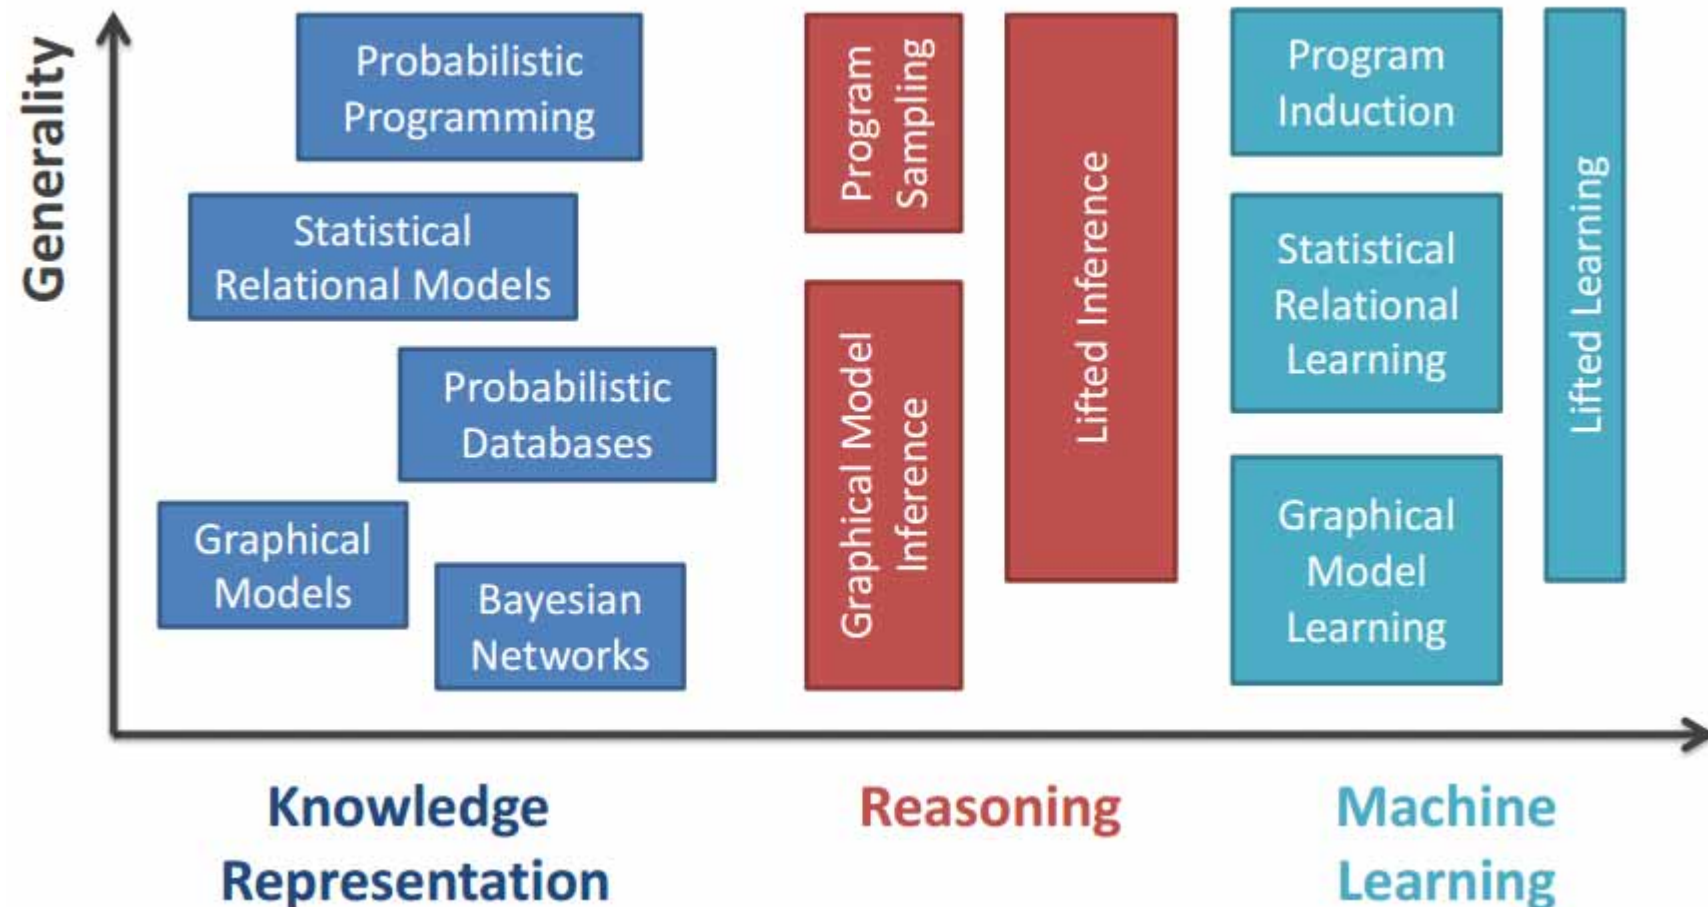 Generality
Probabilistic
Programming
Statistical
Relational Models
Probabilistic
Databases
Graphical
Models
Bayesian
Networks
Program
Sampling
Graphical Model
Inference
Lifted Inference
Program
Induction
Statistical
Relational
Learning
Graphical
Model
Learning
Lifted Learning
Knowledge
Representation
Reasoning
Machine
Learning